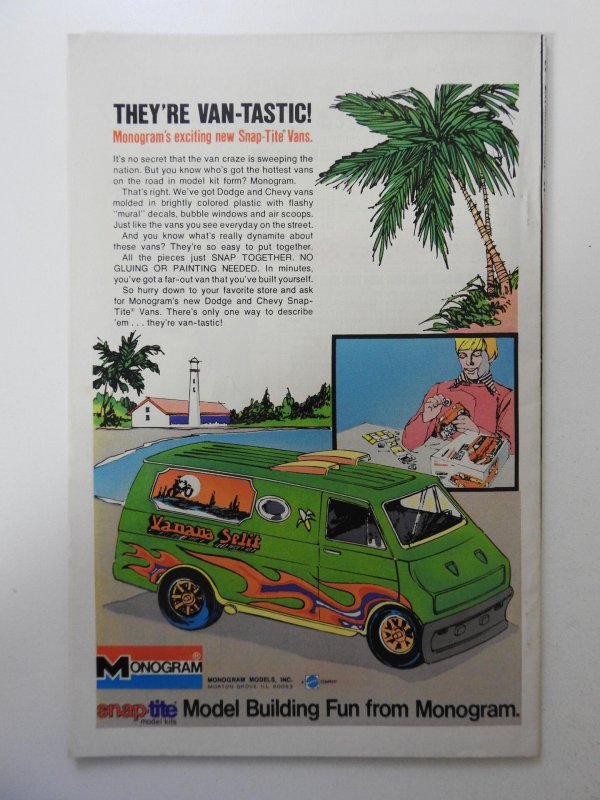 THEY'RE VAN-TASTIC!
Monogram's exciting new Snap-Tite® Vans.
It's no secret that the van craze is sweeping the
nation. But you know who's got the hottest vans
on the road in model kit form? Monogram.
That's right. We've got Dodge and Chevy vans
molded in brightly colored plastic with flashy
"mural" decals, bubble windows and air scoops.
Just like the vans you see everyday on the street.
And you know what's really dynamite about
these vans? They're so easy to put together.
All the pieces just SNAP TOGETHER. NO
GLUING OR PAINTING NEEDED. In minutes,
you've got a far-out van that you've built yourself.
So hurry down to your favorite store and ask
for Monogram's new Dodge and Chevy Snap-
Tite® Vans. There's only one way to describe
'em . . . they're van-tastic!
Vanana Split
MONOGRAM®
MONOGRAM MODELS, INC.
MORTON GROVE ILL 60053
A COMPANY
snap-tite
model kits
Model Building Fun from Monogram.